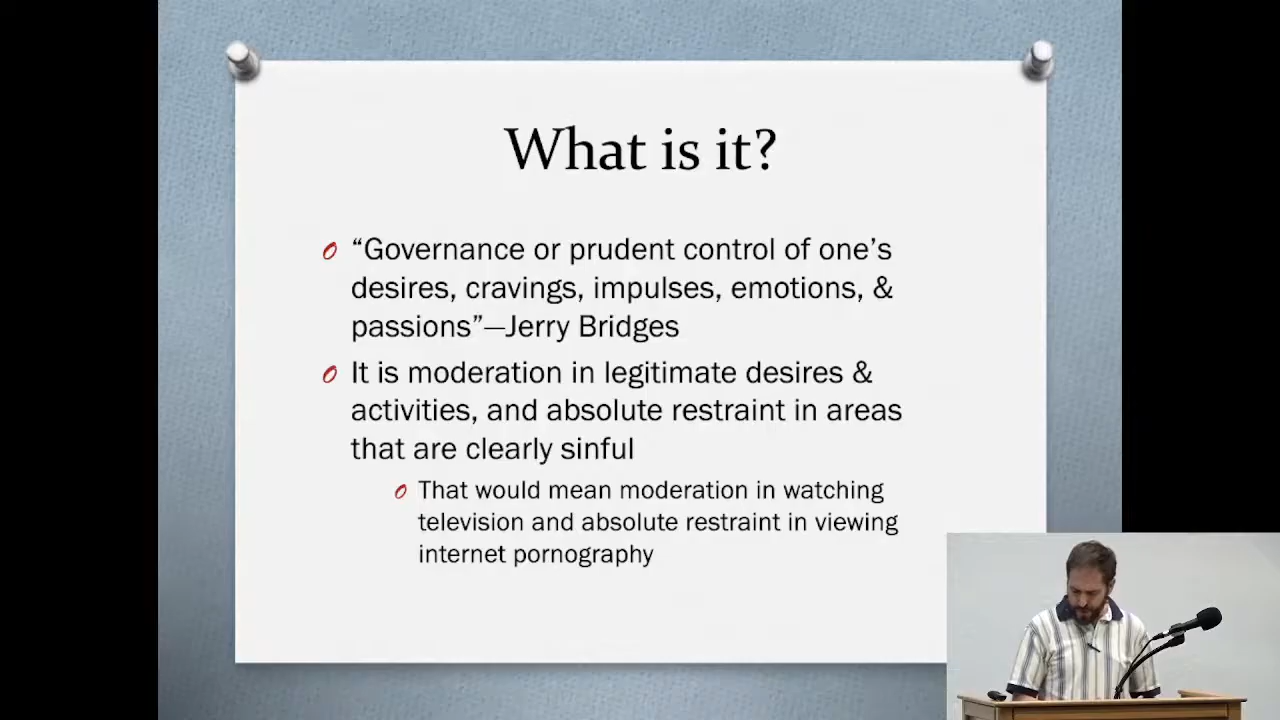 What is it?
“Governance or prudent control of one’s
desires, cravings, impulses, emotions, &
passions”—Jerry Bridges
It is moderation in legitimate desires &
activities, and absolute restraint in areas
that are clearly sinful
That would mean moderation in watching
television and absolute restraint in viewing
internet pornography